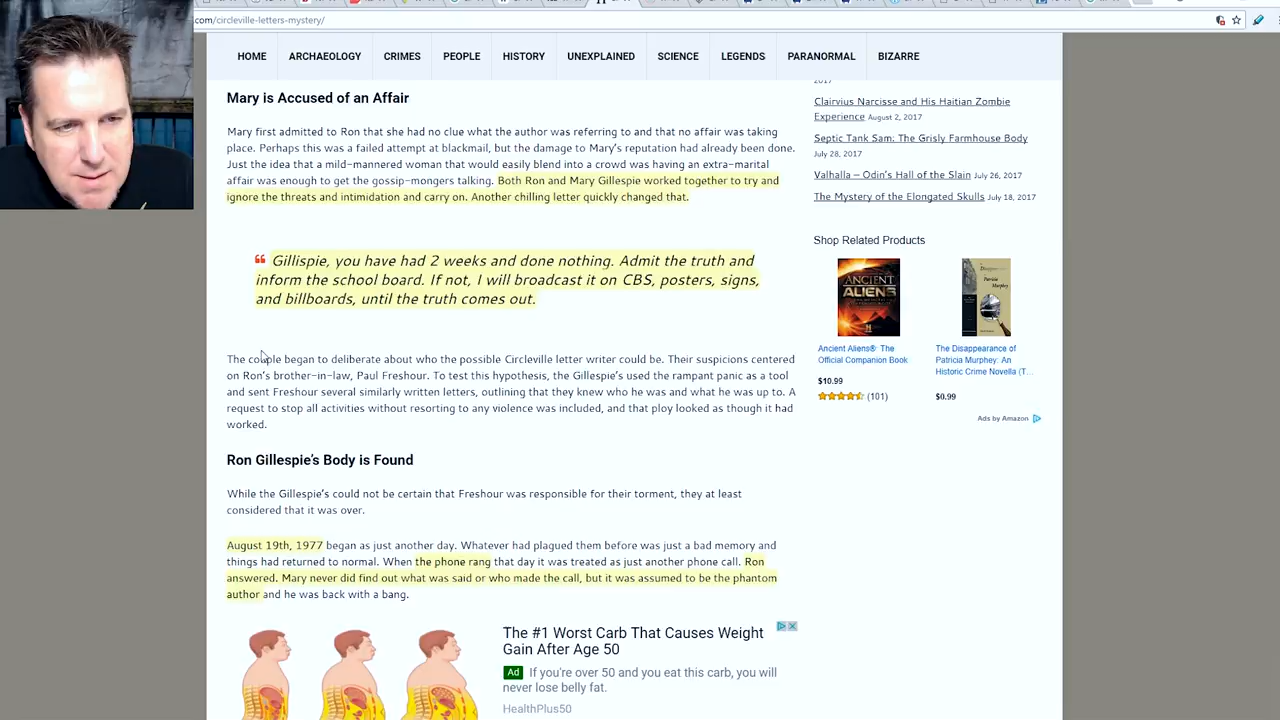 com/circleville-letters-mystery/
HOME ARCHAEOLOGY CRIMES PEOPLE HISTORY UNEXPLAINED SCIENCE LEGENDS PARANORMAL BIZARRE
Mary is Accused of an Affair
Mary first admitted to Ron that she had no clue what the author was referring to and that no affair was taking
place. Perhaps this was a failed attempt at blackmail, but the damage to Mary's reputation had already been done.
Just the idea that a mild-mannered woman that would easily blend into a crowd was having an extra-marital
affair was enough to get the gossip-mongers talking. Both Ron and Mary Gillespie worked together to try and
ignore the threats and intimidation and carry on. Another chilling letter quickly changed that.
❝ Gillispie, you have had 2 weeks and done nothing. Admit the truth and
inform the school board. If not, I will broadcast it on CBS, posters, signs,
and billboards, until the truth comes out.
The began to deliberate about who the possible Circleville letter writer could be. Their suspicions centered
on Ron's brother-in-law, Paul Freshour. To test this hypothesis, the Gillespie's used the rampant panic as a tool
and sent Freshour several similarly written letters, outlining that they knew who he was and what he was up to. A
request to stop all activities without resorting to any violence was included, and that ploy looked as though it had
worked.
Ron Gillespie's Body is Found
While the Gillespie's could not be certain that Freshour was responsible for their torment, they at least
considered that it was over.
August 19th, 1977 began as just another day. Whatever had plagued them before was just a bad memory and
things had returned to normal. When the phone rang that day it was treated as just another phone call. Ron
answered. Mary never did find out what was said or who made the call, but it was assumed to be the phantom
author and he was back with a bang.
The #1 Worst Carb That Causes Weight
Gain After Age 50
Ad If you're over 50 and you eat this carb, you will
never lose belly fat.
HealthPlus50
2017
Clairvius Narcisse and His Haitian Zombie
Experience August 2, 2017
Septic Tank Sam: The Grisly Farmhouse Body
July 28, 2017
Valhalla – Odin's Hall of the Slain July 26, 2017
The Mystery of the Elongated Skulls July 18, 2017
Shop Related Products
ANCIENT
ALIENS
Ancient Aliens®: The
Official Companion Book
$10.99
(101)
The Disappearance of
Patricia Murphey: An
Historic Crime Novella (T...
$0.99
Ads by Amazon